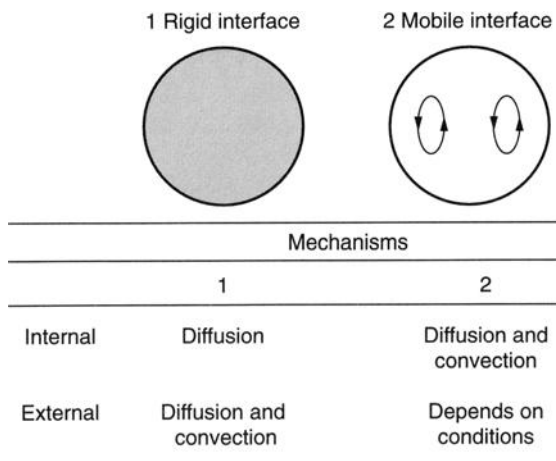 1 Rigid interface 2 Mobile interface
Mechanisms
1 2
Internal Diffusion Diffusion and
convection
External Diffusion and Depends on
convection conditions